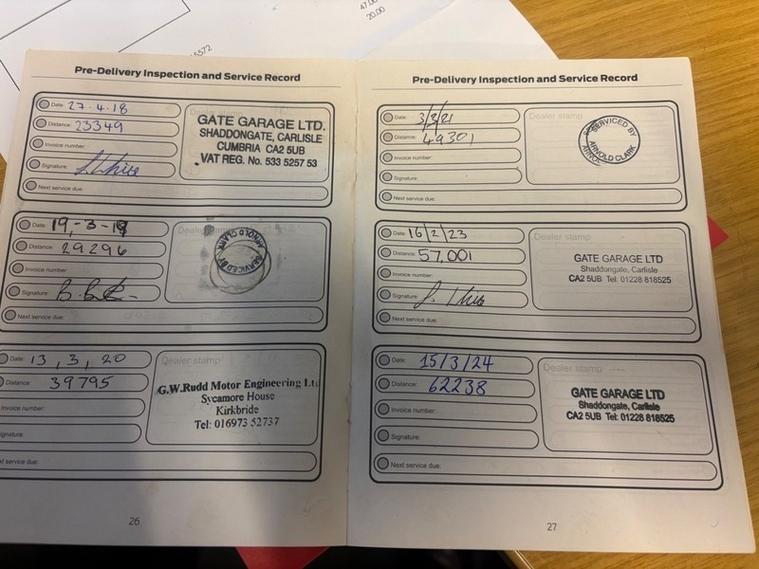 47.00
20.00
Pre-Delivery Inspection and Service Record
Date: 27.4.18
Distance: 23349
Invoice number:
Signature:
Next service due:
GATE GARAGE LTD.
SHADDONGATE, CARLISLE
CUMBRIA CA2 5UB
VAT REG. No. 533 5257 53
Date: 19-3-19
Distance: 29296
Invoice number:
Signature:
Next service due:
Dealer stamp
SERVICED BY
ARNOLD CLARK
Date: 13, 3, 20
Distance: 39795
Invoice number:
Signature:
Next service due:
Dealer stamp
G.W.Rudd Motor Engineering Lt
Sycamore House
Kirkbride
Tel: 016973 52737
26
Pre-Delivery Inspection and Service Record
Date: 3/3/21
Distance: 49301
Invoice number:
Signature:
Next service due:
Dealer stamp
SERVICED BY
ARNOLD CLARK
Date: 16/2/23
Distance: 57,001
Invoice number:
Signature:
Next service due:
Dealer stamp
GATE GARAGE LTD
Shaddongate, Carlisle
CA2 5UB Tel: 01228 818525
Date: 15/3/24
Distance: 62238
Invoice number:
Signature:
Next service due:
Dealer stamp
GATE GARAGE LTD
Shaddongate, Carlisle
CA2 5UB Tel: 01228 818525
27